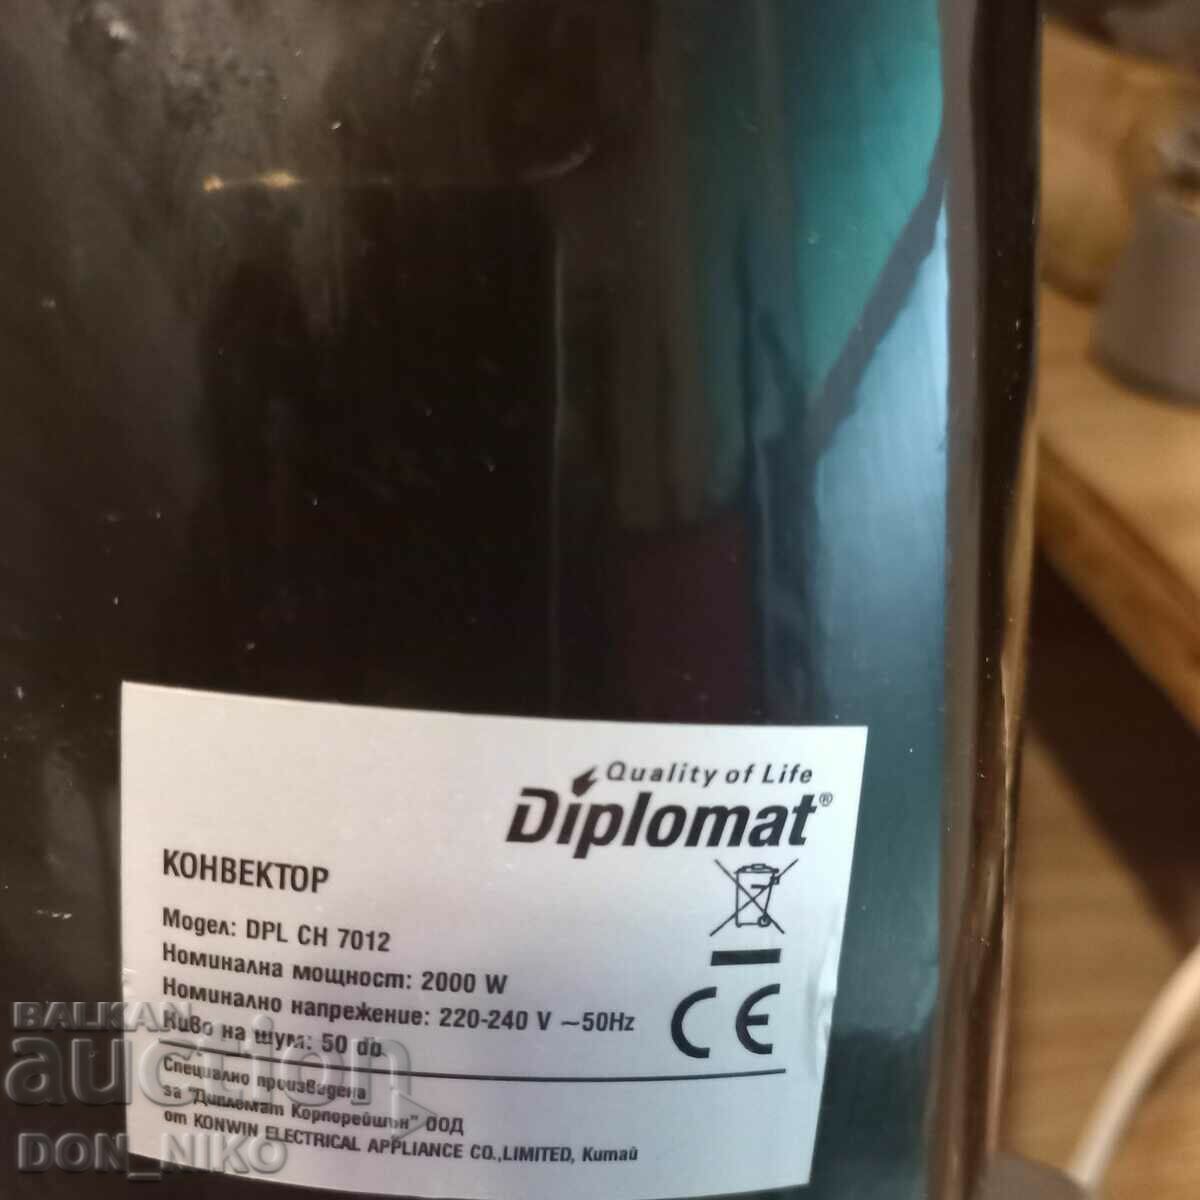 Quality of Life
Diplomat®
КОНВЕКТОР
Модел: DPL CH 7012
Номинална мощност: 2000 W
Номинално напрежение: 220-240 V ~50Hz
Ниво на шум: 50 db
CE
Специално произведена
за "Дипломат Корпорейшън" ООД
от KONWIN ELECTRICAL APPLIANCE CO.,LIMITED, Китай
BALKAN
auction
DON_NIKO